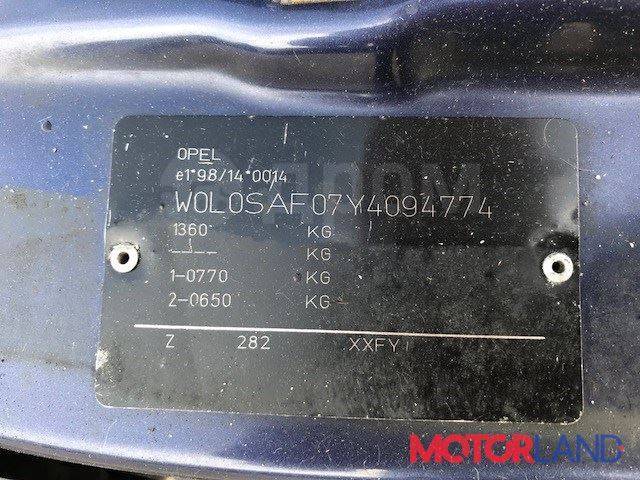 OPEL
e1*98/14*0014
W0L0SAF07Y4094774
1360 KG
---- KG
1-0770 KG
2-0650 KG
Z 282 XXFY
MOTORLAND